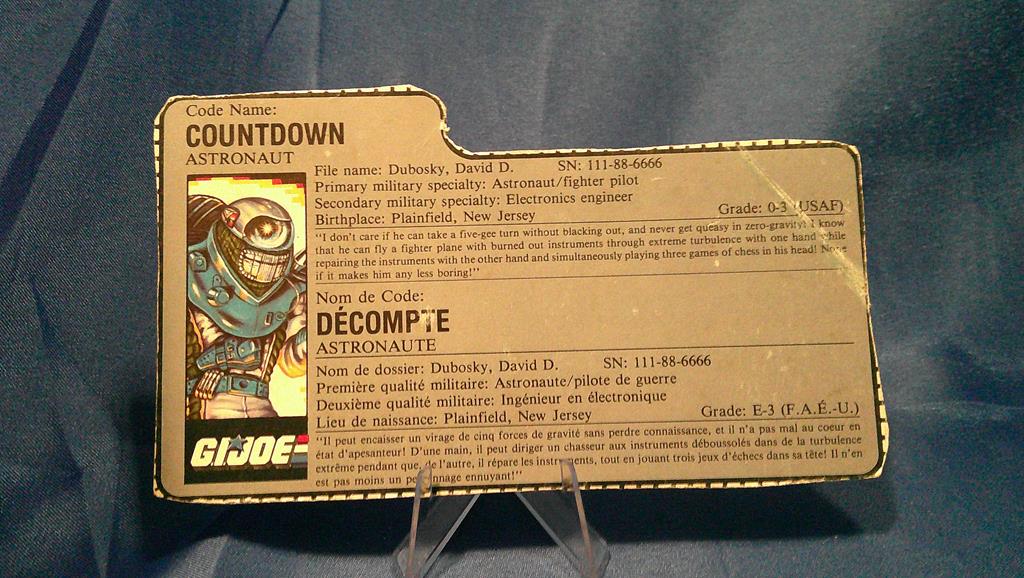 Code Name:
COUNTDOWN
ASTRONAUT
File name: Dubosky, David D. SN: 111-88-6666
Primary military specialty: Astronaut/fighter pilot
Secondary military specialty: Electronics engineer
Birthplace: Plainfield, New Jersey Grade: 0-3 (USAF)
"I don't care if he can take a five-gee turn without blacking out, and never get queasy in zero-gravity! I know
that he can fly a fighter plane with burned out instruments through extreme turbulence with one hand while
repairing the instruments with the other hand and simultaneously playing three games of chess in his head! None
if it makes him any less boring!"
Nom de Code:
DÉCOMPTE
ASTRONAUTE
Nom de dossier: Dubosky, David D. SN: 111-88-6666
Première qualité militaire: Astronaute/pilote de guerre
Deuxième qualité militaire: Ingénieur en électronique
Lieu de naissance: Plainfield, New Jersey Grade: E-3 (F.A.É.-U.)
"Il peut encaisser un virage de cinq forces de gravité sans perdre connaissance, et il n'a pas mal au coeur en
état d'apesanteur! D'une main, il peut diriger un chasseur aux instruments déboussolés dans de la turbulence
extrême pendant que, de l'autre, il répare les instruments, tout en jouant trois jeux d'échecs dans sa tête! Il n'en
est pas moins un personnage ennuyant!"
GIJOE